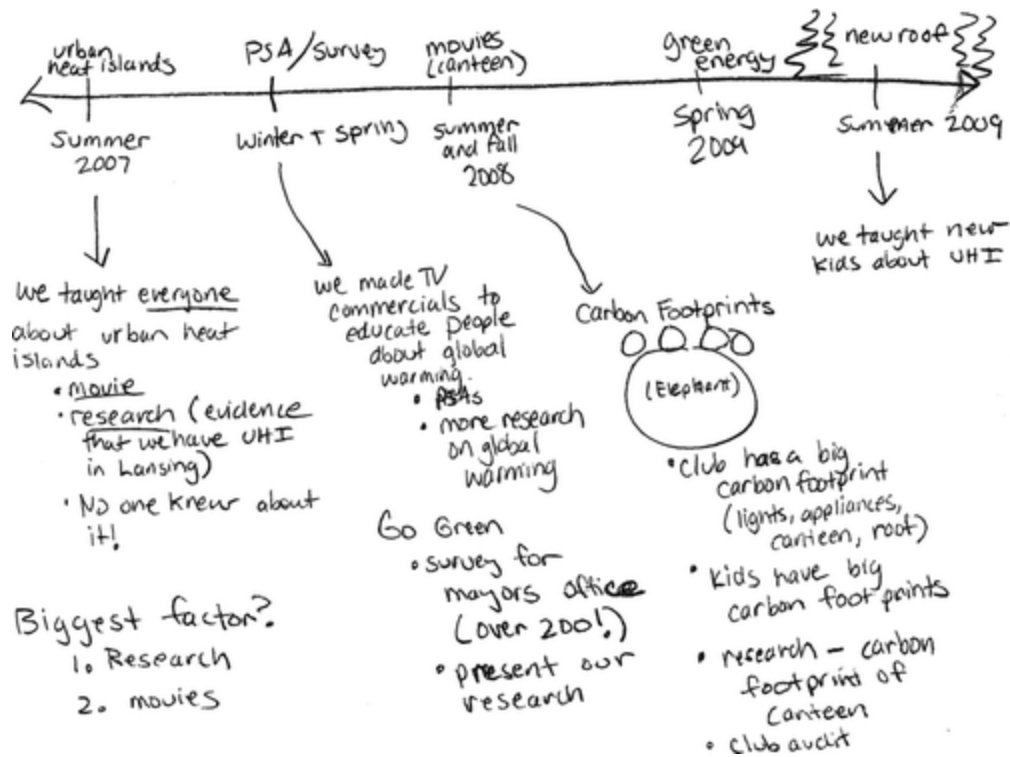 urban
heat islands
Summer
2007
we taught everyone
about urban heat
islands
• movie
• research (evidence
that we have UHI
in Lansing)
• No one knew about
it!
Biggest factor?
1. Research
2. movies
PSA/survey
Winter + Spring
we made TV
commercials to
educate people
about global
warming.
• PSAs
• more research
on global
warming
Go Green
• survey for
mayors office
(over 200!)
• present our
research
movies
(canteen)
summer
and fall
2008
Carbon Footprints
(Elephant)
• club has a big
carbon footprint
(lights, appliances,
canteen, roof)
• kids have big
carbon foot prints
• research – carbon
footprint of
canteen
• club audit
green
energy
spring
2009
new roof
Summer 2009
we taught new
kids about UHI